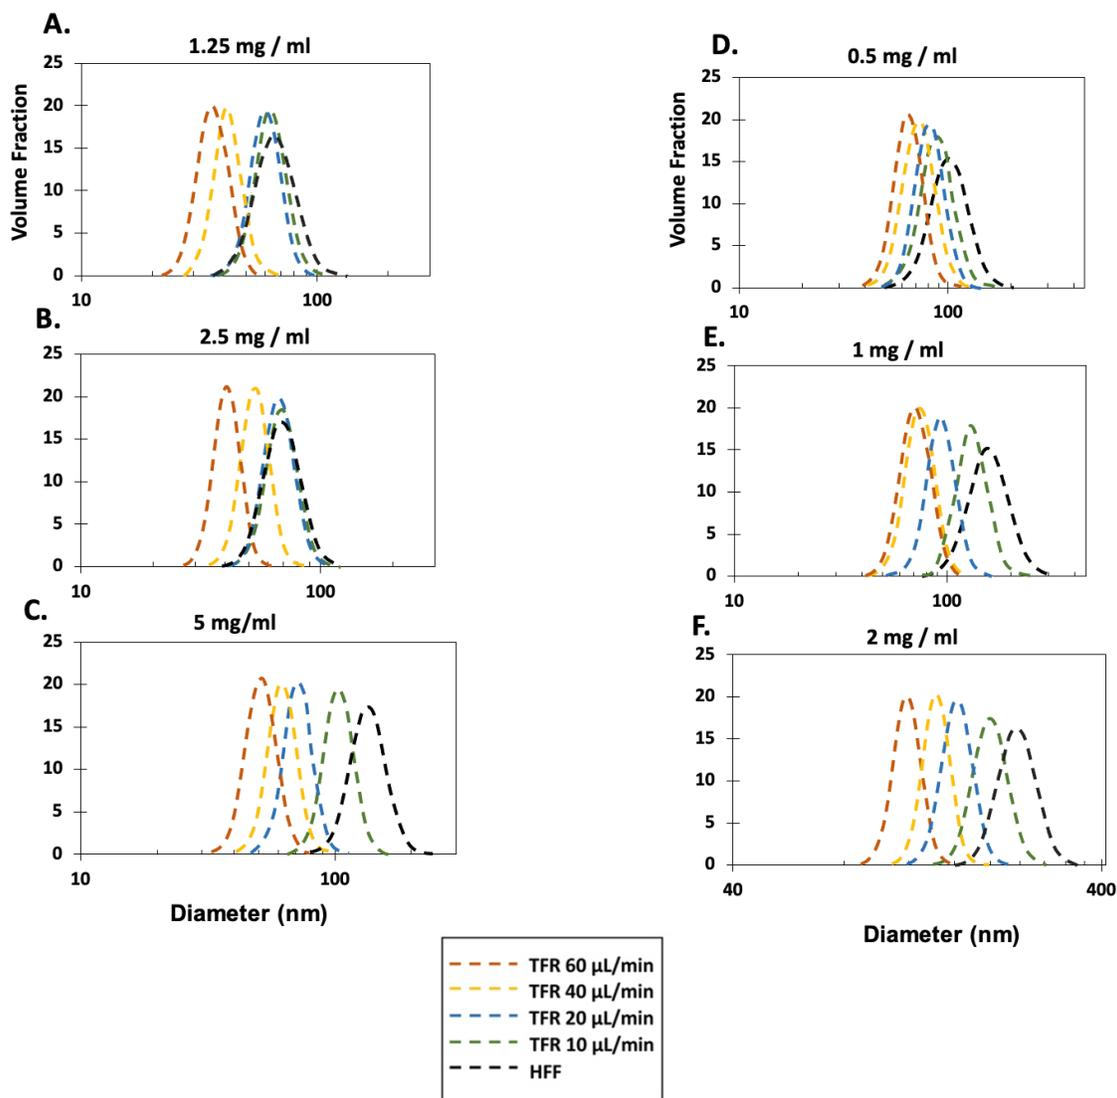 A.
1.25 mg / ml
25
20
15
10
5
0
Volume Fraction
10
100
B.
2.5 mg / ml
25
20
15
10
5
0
10
100
C.
5 mg/ml
25
20
15
10
5
0
10
100
Diameter (nm)
D.
0.5 mg / ml
25
20
15
10
5
0
Volume Fraction
10
100
E.
1 mg / ml
25
20
15
10
5
0
10
100
F.
2 mg / ml
25
20
15
10
5
0
40
400
Diameter (nm)
TFR 60 µL/min
TFR 40 µL/min
TFR 20 µL/min
TFR 10 µL/min
HFF